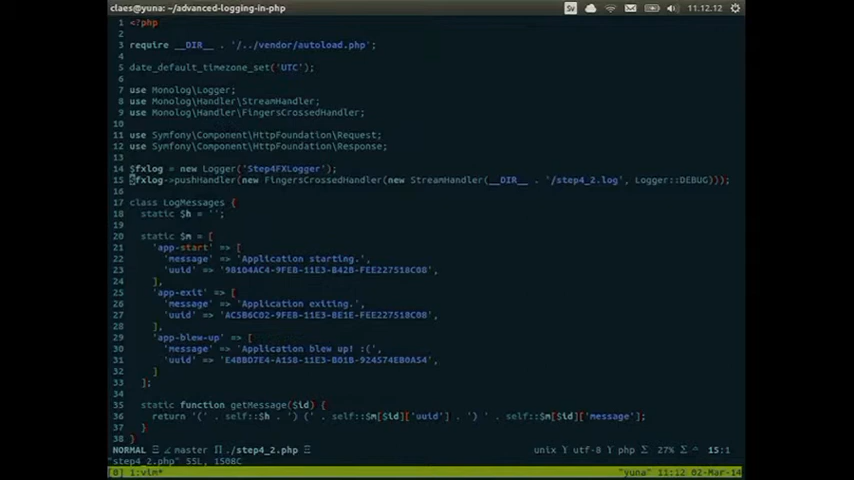 claes@yuna: ~/advanced-logging-in-php
Sv
11.12.12
1 <?php
2
3 require __DIR__ . '/../vendor/autoload.php';
4
5 date_default_timezone_set('UTC');
6
7 use Monolog\Logger;
8 use Monolog\Handler\StreamHandler;
9 use Monolog\Handler\FingersCrossedHandler;
10
11 use Symfony\Component\HttpFoundation\Request;
12 use Symfony\Component\HttpFoundation\Response;
13
14 $fxlog = new Logger('Step4FXLogger');
15 $fxlog->pushHandler(new FingersCrossedHandler(new StreamHandler(__DIR__ . '/step4_2.log', Logger::DEBUG)));
16
17 class LogMessages {
18 static $h = '';
19
20 static $m = [
21 'app-start' => [
22 'message' => 'Application starting.',
23 'uuid' => '98104AC4-9FEB-11E3-B42B-FEE227518C08',
24 ],
25 'app-exit' => [
26 'message' => 'Application exiting.',
27 'uuid' => 'AC5B6C02-9FEB-11E3-8E1E-FEE227518C08',
28 ],
29 'app-blew-up' => [
30 'message' => 'Application blew up! :(',
31 'uuid' => 'E4BB07E4-A158-11E3-B01B-924574EB0A54',
32 ]
33 ];
34
35 static function getMessage($id) {
36 return '(' . self::$h . ') (' . self::$m[$id]['uuid'] . ') ' . self::$m[$id]['message'];
37 }
38 }
NORMAL master ./step4_2.php unix utf-8 php 27% 15:1
"step4_2.php" 55L, 1508C
[0] 1:vim* "yuna" 11:12 02-Mar-14